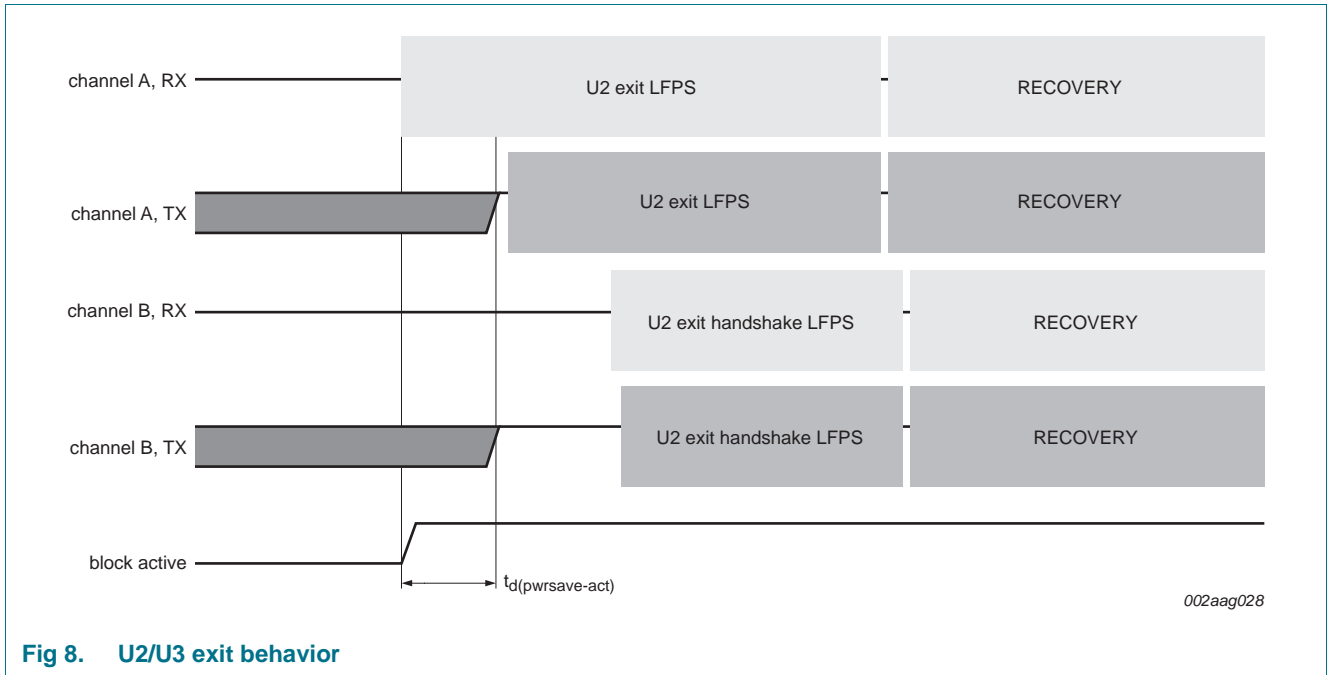 channel A, RX
U2 exit LFPS
RECOVERY
channel A, TX
U2 exit LFPS
RECOVERY
channel B, RX
U2 exit handshake LFPS
RECOVERY
channel B, TX
U2 exit handshake LFPS
RECOVERY
block active
td(pwrsave-act)
002aag028
Fig 8. U2/U3 exit behavior